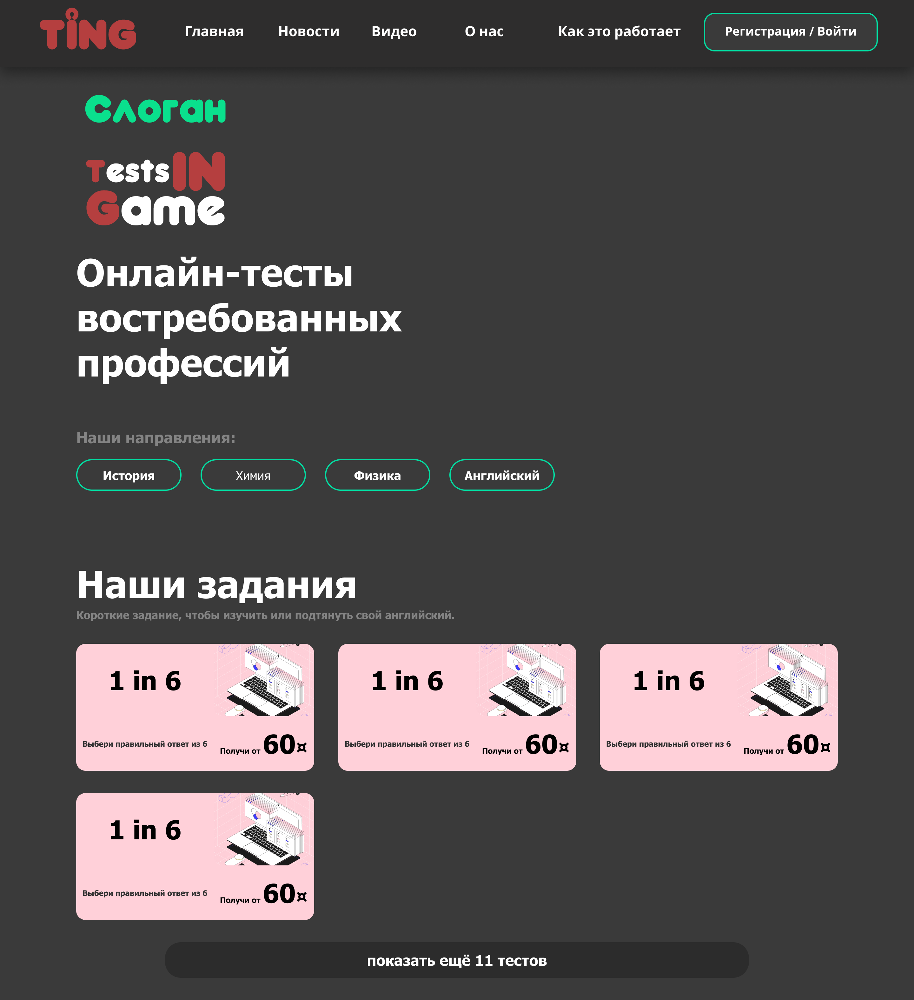 TING
Главная Новости Видео О нас Как это работает Регистрация / Войти
Слоган
TestsIN
Game
Онлайн-тесты
востребованных
профессий
Наши направления:
История Химия Физика Английский
Наши задания
Короткие задание, чтобы изучить или подтянуть свой английский.
1 in 6
Выбери правильный ответ из 6
Получи от 60¤
1 in 6
Выбери правильный ответ из 6
Получи от 60¤
1 in 6
Выбери правильный ответ из 6
Получи от 60¤
1 in 6
Выбери правильный ответ из 6
Получи от 60¤
показать ещё 11 тестов